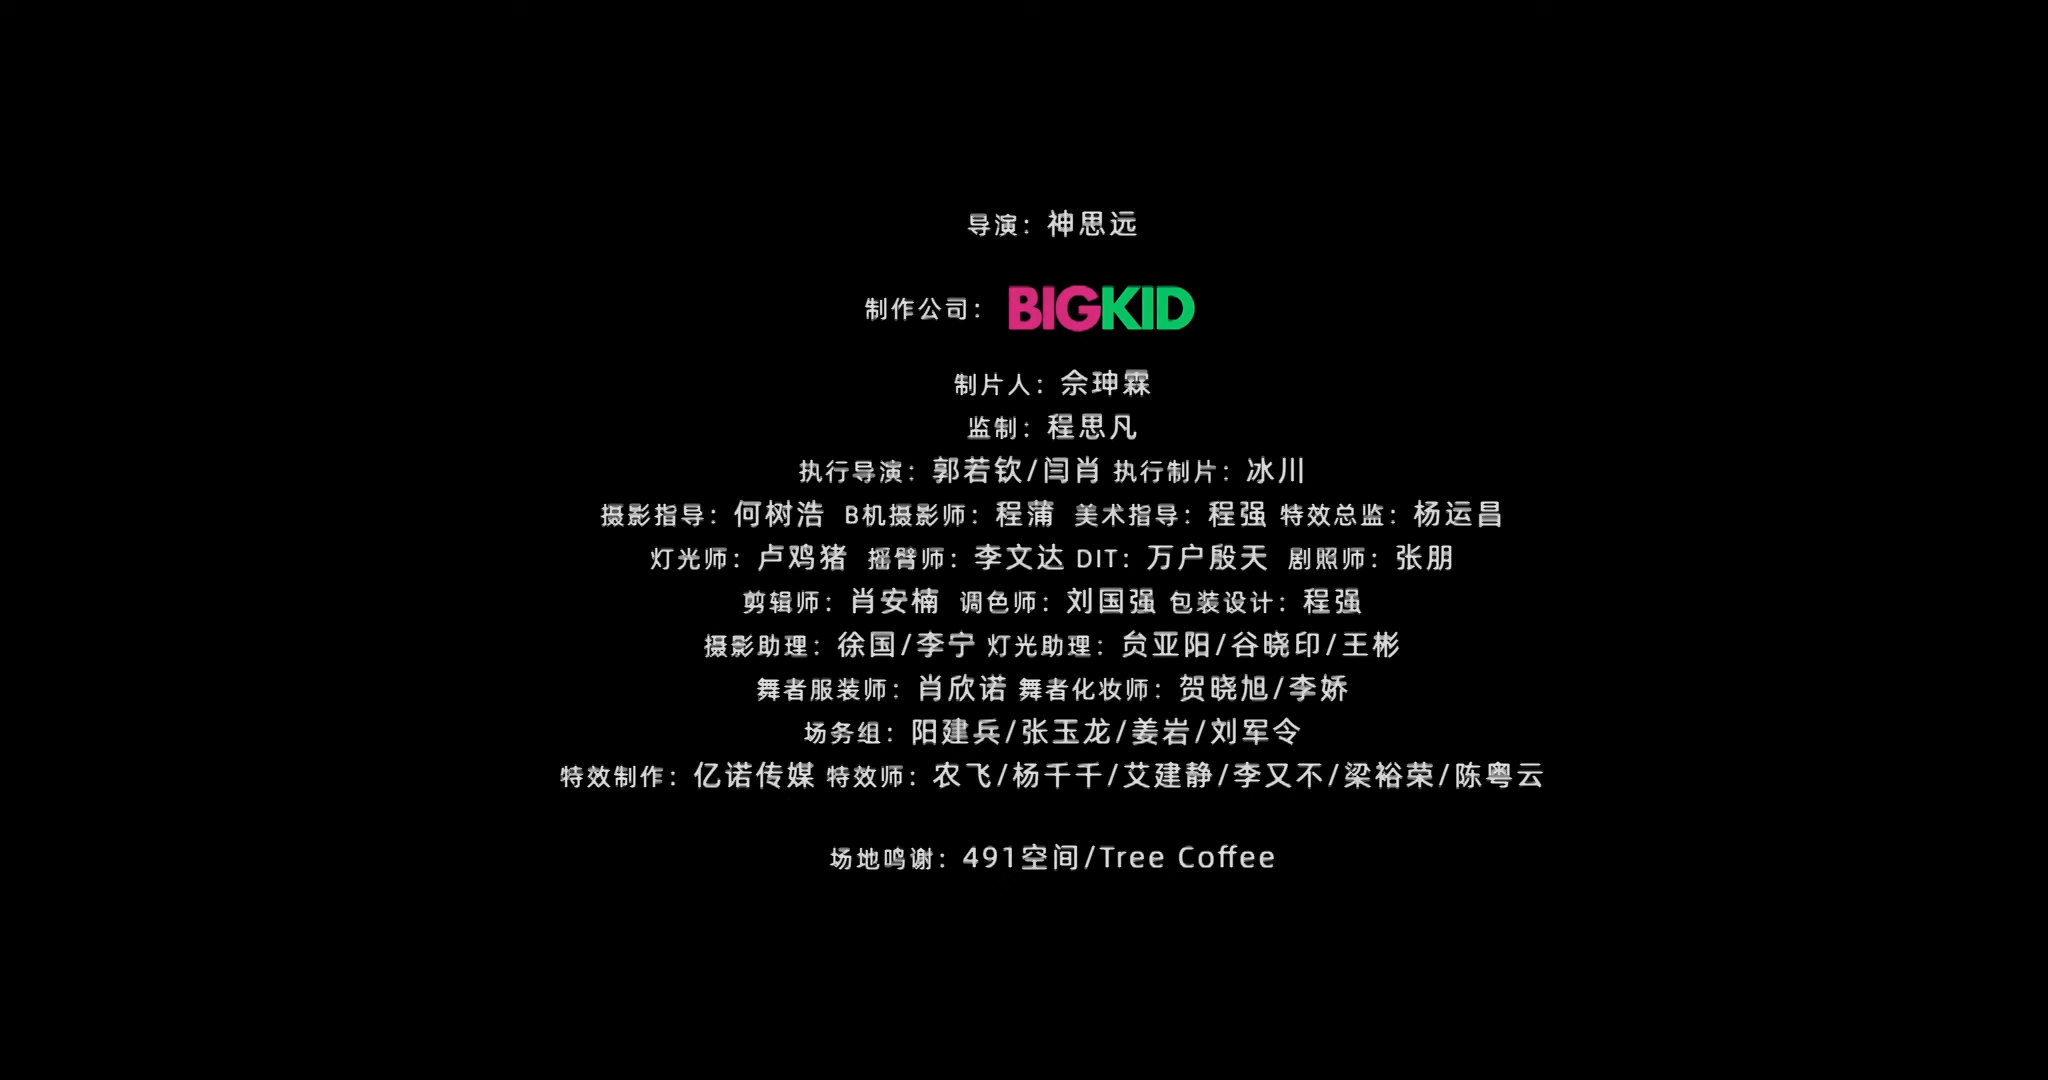 导演：神思远
制作公司：BIGKID
制片人：佘珅霖
监制：程思凡
执行导演：郭若钦/闫肖 执行制片：冰川
摄影指导：何树浩 B机摄影师：程蒲 美术指导：程强 特效总监：杨运昌
灯光师：卢鸡猪 摇臂师：李文达 DIT：万户殷天 剧照师：张朋
剪辑师：肖安楠 调色师：刘国强 包装设计：程强
摄影助理：徐国/李宁 灯光助理：贠亚阳/谷晓印/王彬
舞者服装师：肖欣诺 舞者化妆师：贺晓旭/李娇
场务组：阳建兵/张玉龙/姜岩/刘军令
特效制作：亿诺传媒 特效师：农飞/杨千千/艾建静/李又不/梁裕荣/陈粤云
场地鸣谢：491空间/Tree Coffee